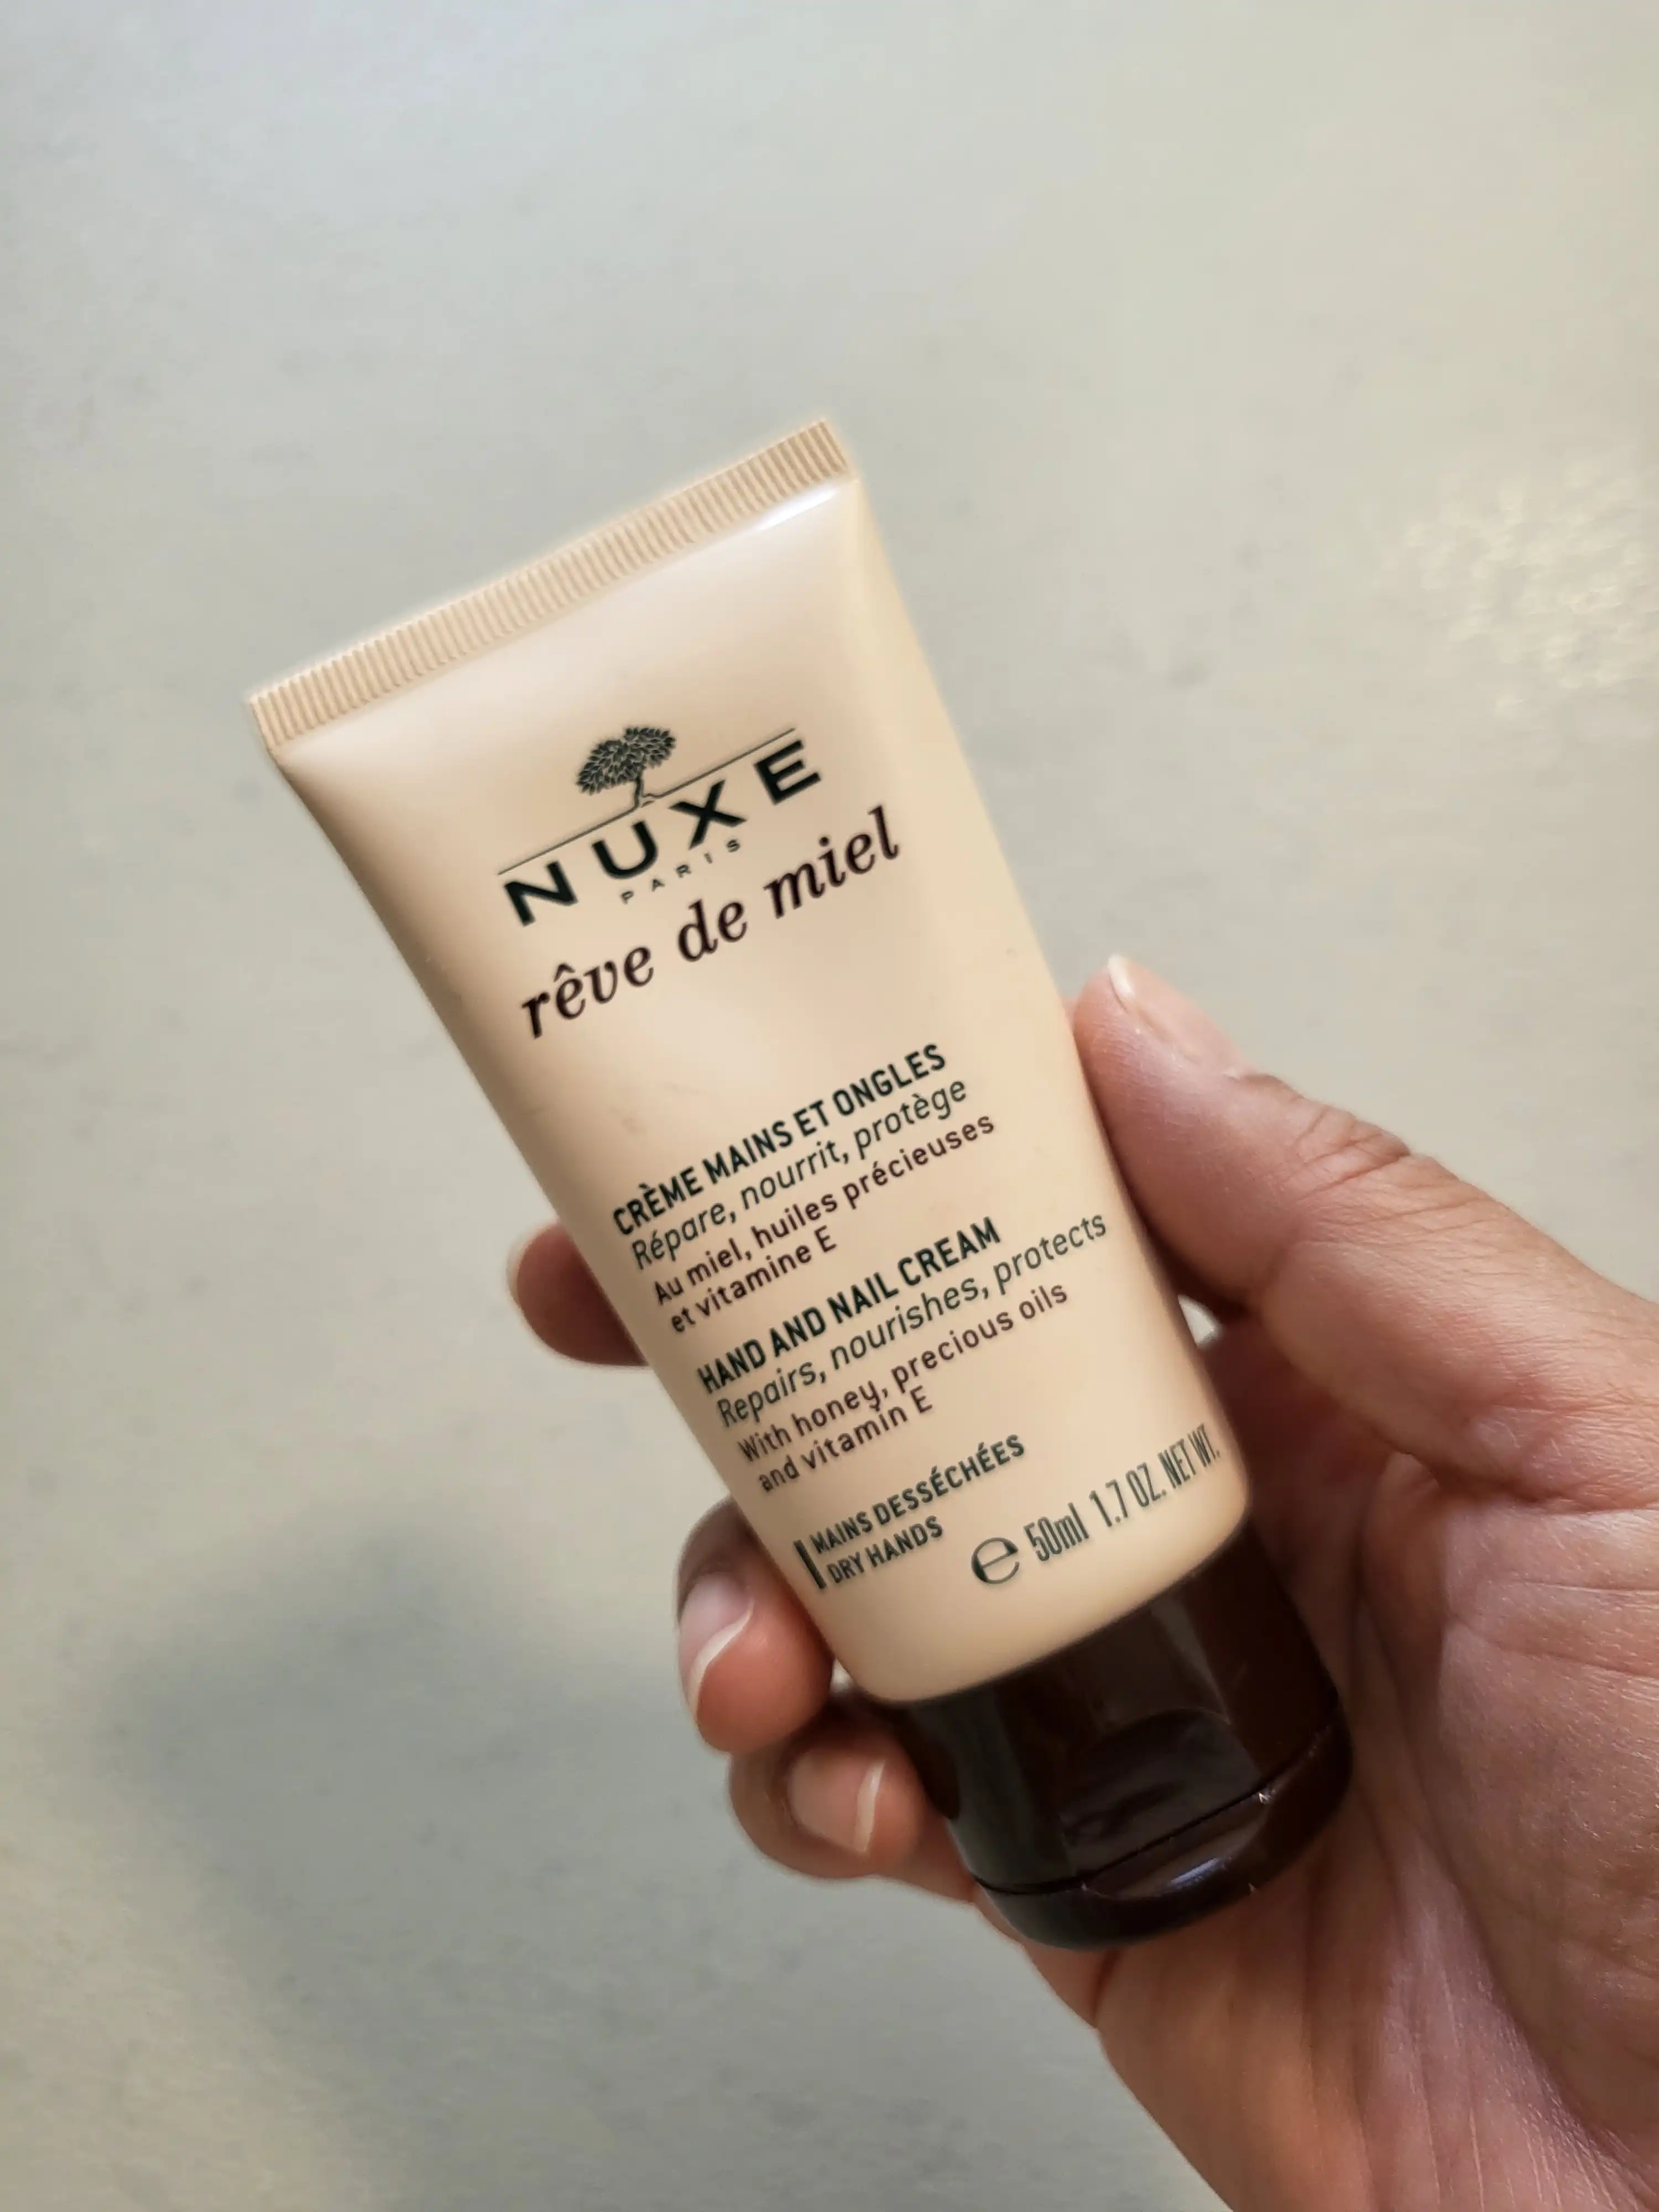 NUXE
PARIS
rêve de miel
CRÈME MAINS ET ONGLES
Répare, nourrit, protège
Au miel, huiles précieuses
et vitamine E
HAND AND NAIL CREAM
Repairs, nourishes, protects
With honey, precious oils
and vitamin E
MAINS DESSÉCHÉES
DRY HANDS
℮ 50ml 1.7 OZ. NET WT.